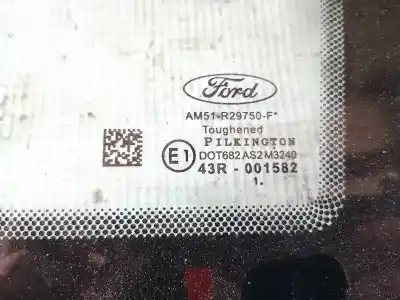 Ford
AM51-R29750-F*
Toughened
PILKINGTON
E1 DOT682 AS2 M3240
43R - 001582
1.